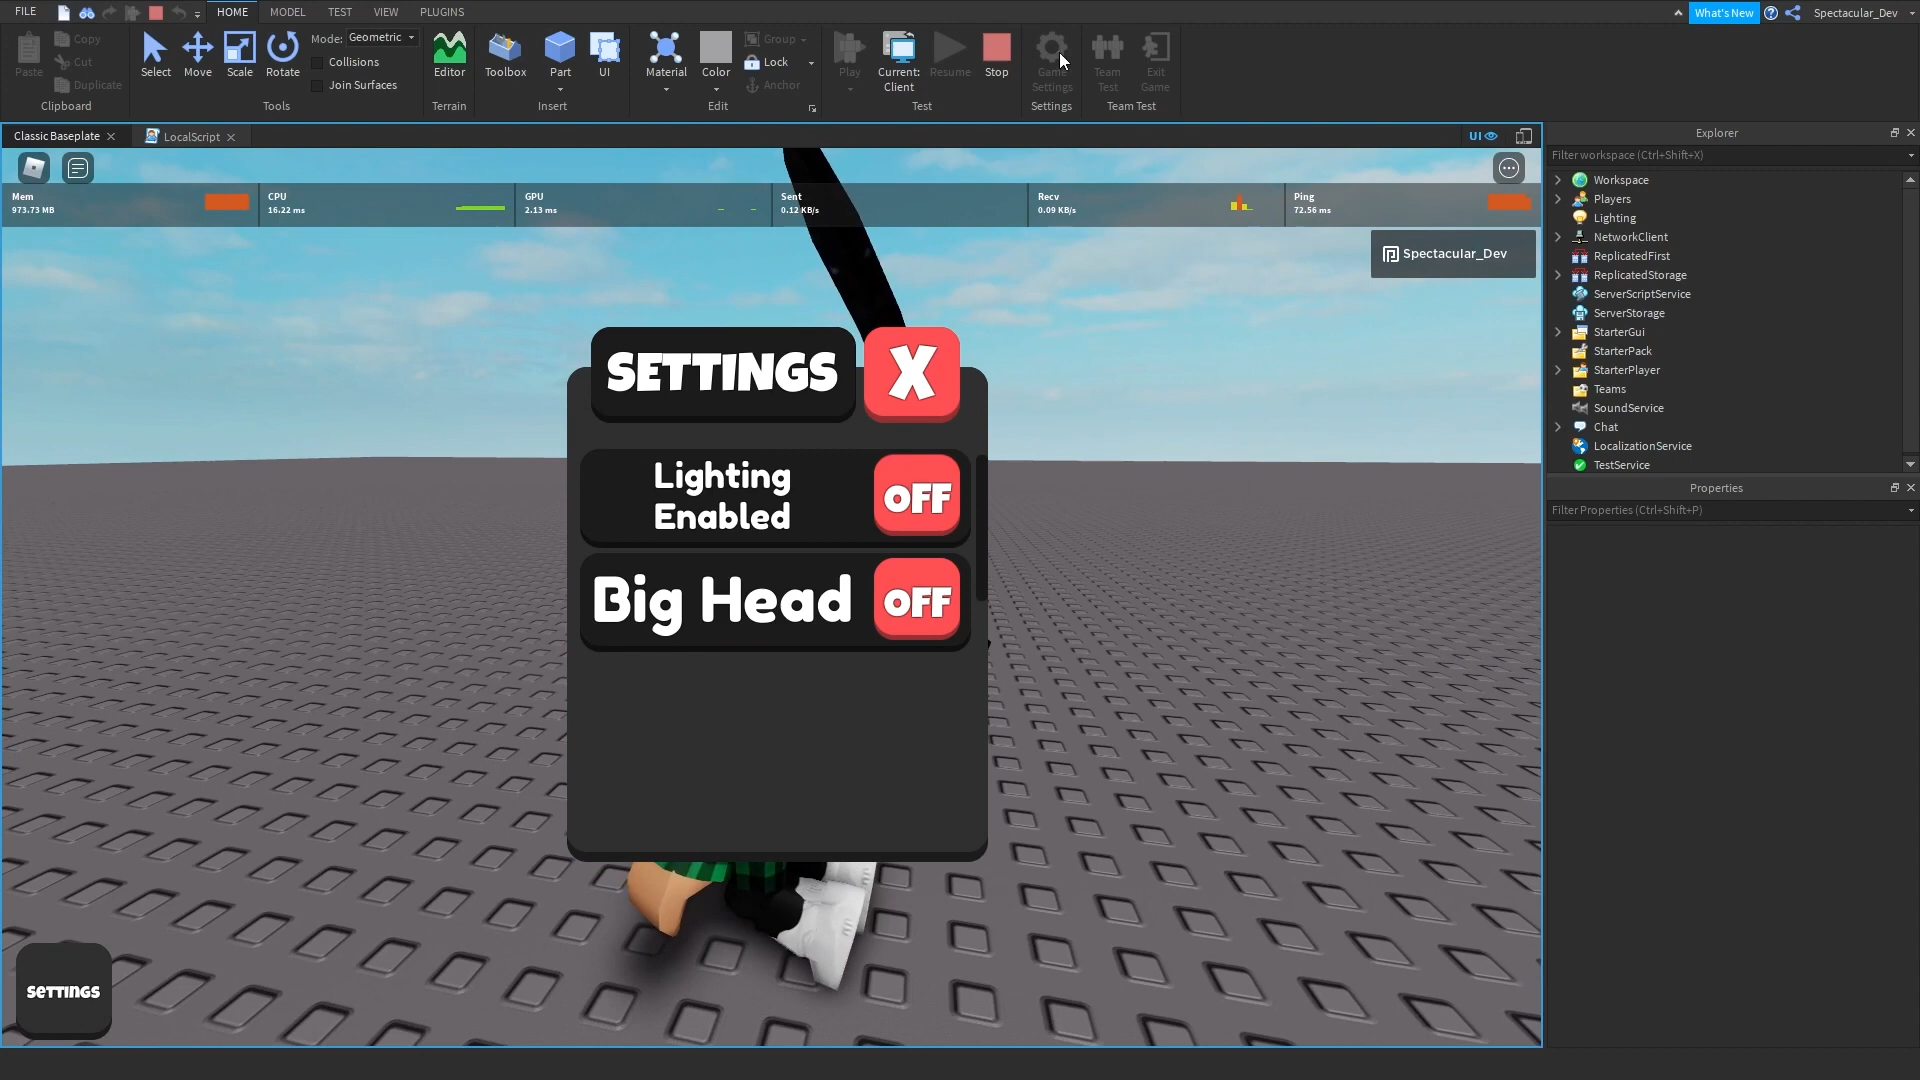 FILE
HOME
MODEL
TEST
VIEW
PLUGINS
What's New
Spectacular_Dev
Paste
Copy
Cut
Duplicate
Clipboard
Select
Move
Scale
Rotate
Mode: Geometric
Collisions
Join Surfaces
Tools
Editor
Terrain
Toolbox
Part
UI
Insert
Material
Color
Group
Lock
Anchor
Edit
Play
Current:
Client
Resume
Stop
Test
Game
Settings
Settings
Team
Test
Exit
Game
Team Test
Classic Baseplate
LocalScript
UI
Mem
973.73 MB
CPU
16.22 ms
GPU
2.13 ms
Sent
0.12 KB/s
Recv
0.09 KB/s
Ping
72.56 ms
Spectacular_Dev
SETTINGS
X
Lighting
Enabled
OFF
Big Head
OFF
SETTINGS
Explorer
Filter workspace (Ctrl+Shift+X)
Workspace
Players
Lighting
NetworkClient
ReplicatedFirst
ReplicatedStorage
ServerScriptService
ServerStorage
StarterGui
StarterPack
StarterPlayer
Teams
SoundService
Chat
LocalizationService
TestService
Properties
Filter Properties (Ctrl+Shift+P)